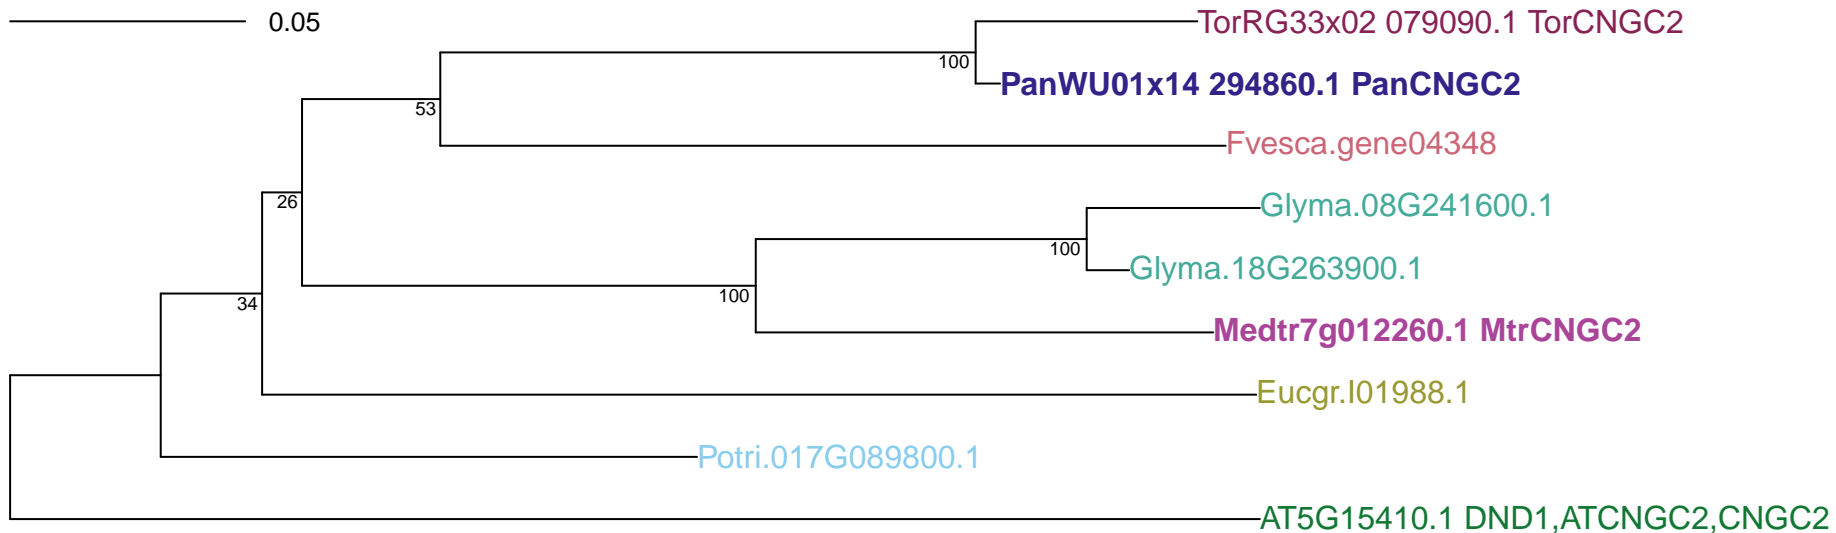 0.05
TorRG33x02 079090.1 TorCNGC2
100
PanWU01x14 294860.1 PanCNGC2
53
Fvesca.gene04348
26
Glyma.08G241600.1
100
Glyma.18G263900.1
100
34
Medtr7g012260.1 MtrCNGC2
Eucgr.I01988.1
Potri.017G089800.1
AT5G15410.1 DND1,ATCNGC2,CNGC2